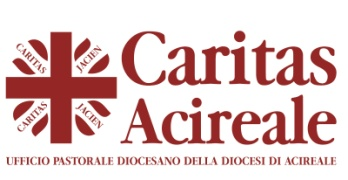 CARITAS JACIEN
CARITAS JACIEN
Caritas
Acireale
UFFICIO PASTORALE DIOCESANO DELLA DIOCESI DI ACIREALE